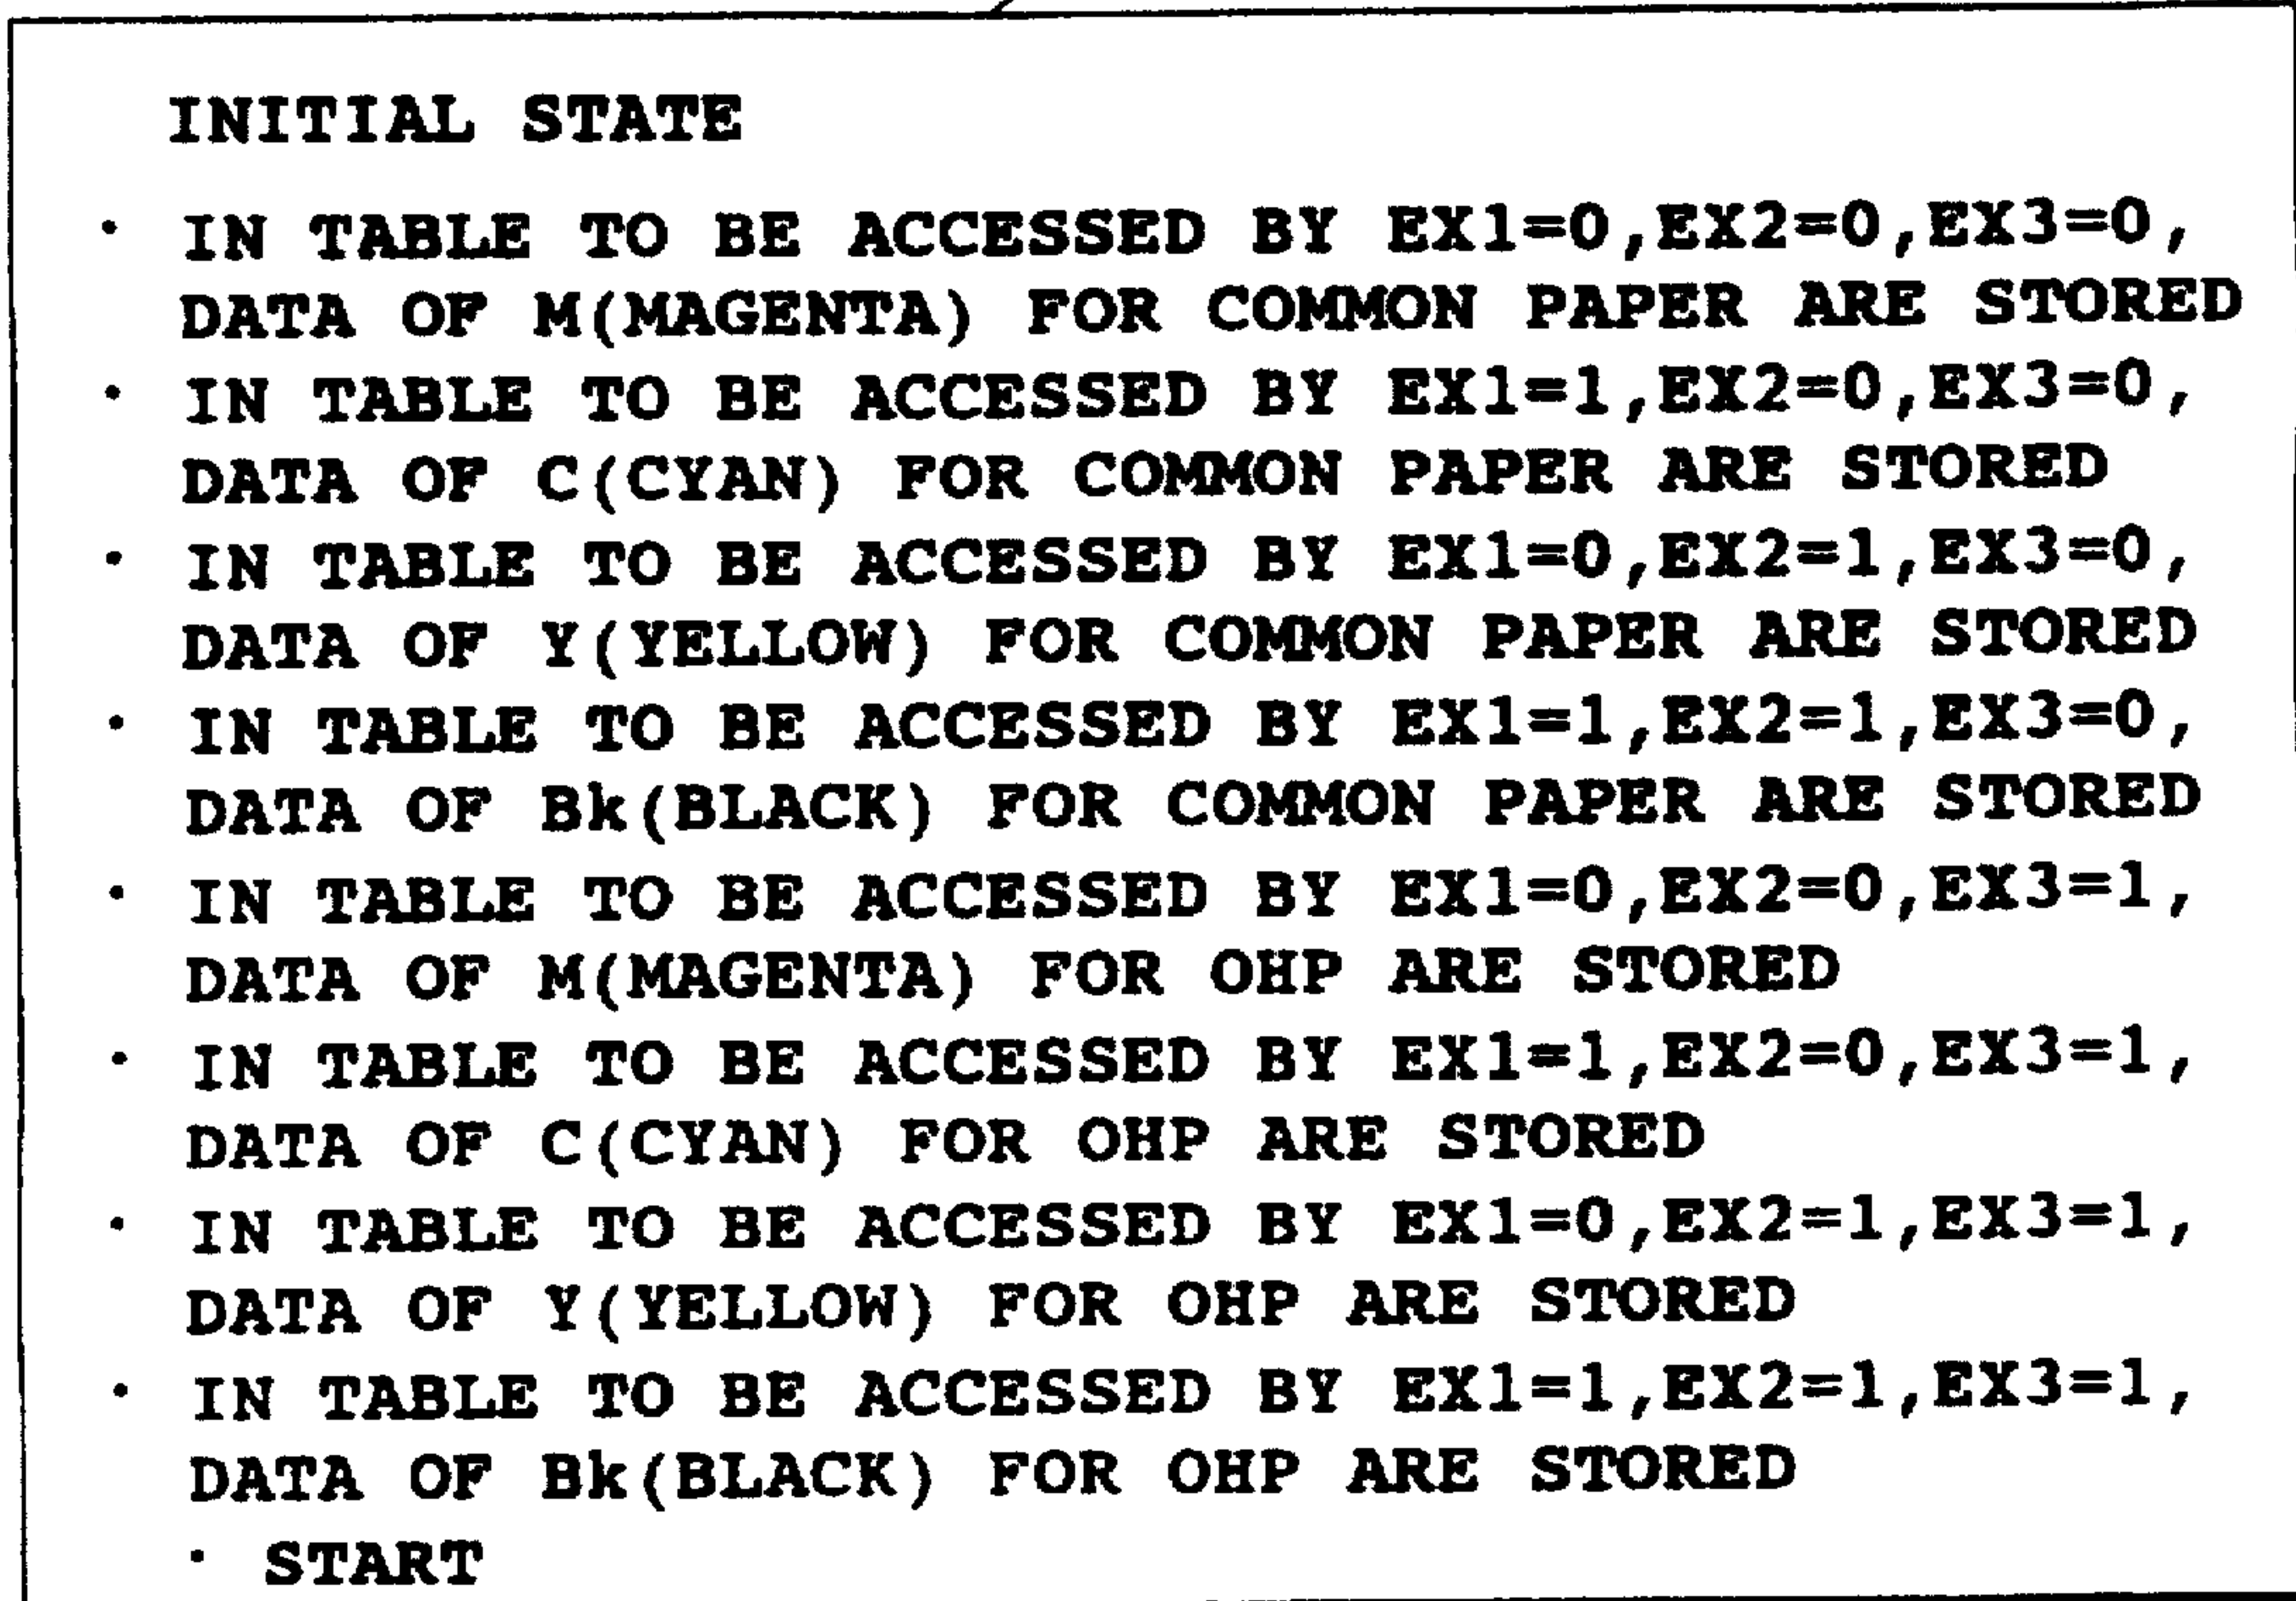 INITIAL STATE
· IN TABLE TO BE ACCESSED BY EX1=0,EX2=0,EX3=0,
DATA OF M(MAGENTA) FOR COMMON PAPER ARE STORED
· IN TABLE TO BE ACCESSED BY EX1=1,EX2=0,EX3=0,
DATA OF C(CYAN) FOR COMMON PAPER ARE STORED
· IN TABLE TO BE ACCESSED BY EX1=0,EX2=1,EX3=0,
DATA OF Y(YELLOW) FOR COMMON PAPER ARE STORED
· IN TABLE TO BE ACCESSED BY EX1=1,EX2=1,EX3=0,
DATA OF Bk(BLACK) FOR COMMON PAPER ARE STORED
· IN TABLE TO BE ACCESSED BY EX1=0,EX2=0,EX3=1,
DATA OF M(MAGENTA) FOR OHP ARE STORED
· IN TABLE TO BE ACCESSED BY EX1=1,EX2=0,EX3=1,
DATA OF C(CYAN) FOR OHP ARE STORED
· IN TABLE TO BE ACCESSED BY EX1=0,EX2=1,EX3=1,
DATA OF Y(YELLOW) FOR OHP ARE STORED
· IN TABLE TO BE ACCESSED BY EX1=1,EX2=1,EX3=1,
DATA OF Bk(BLACK) FOR OHP ARE STORED
· START